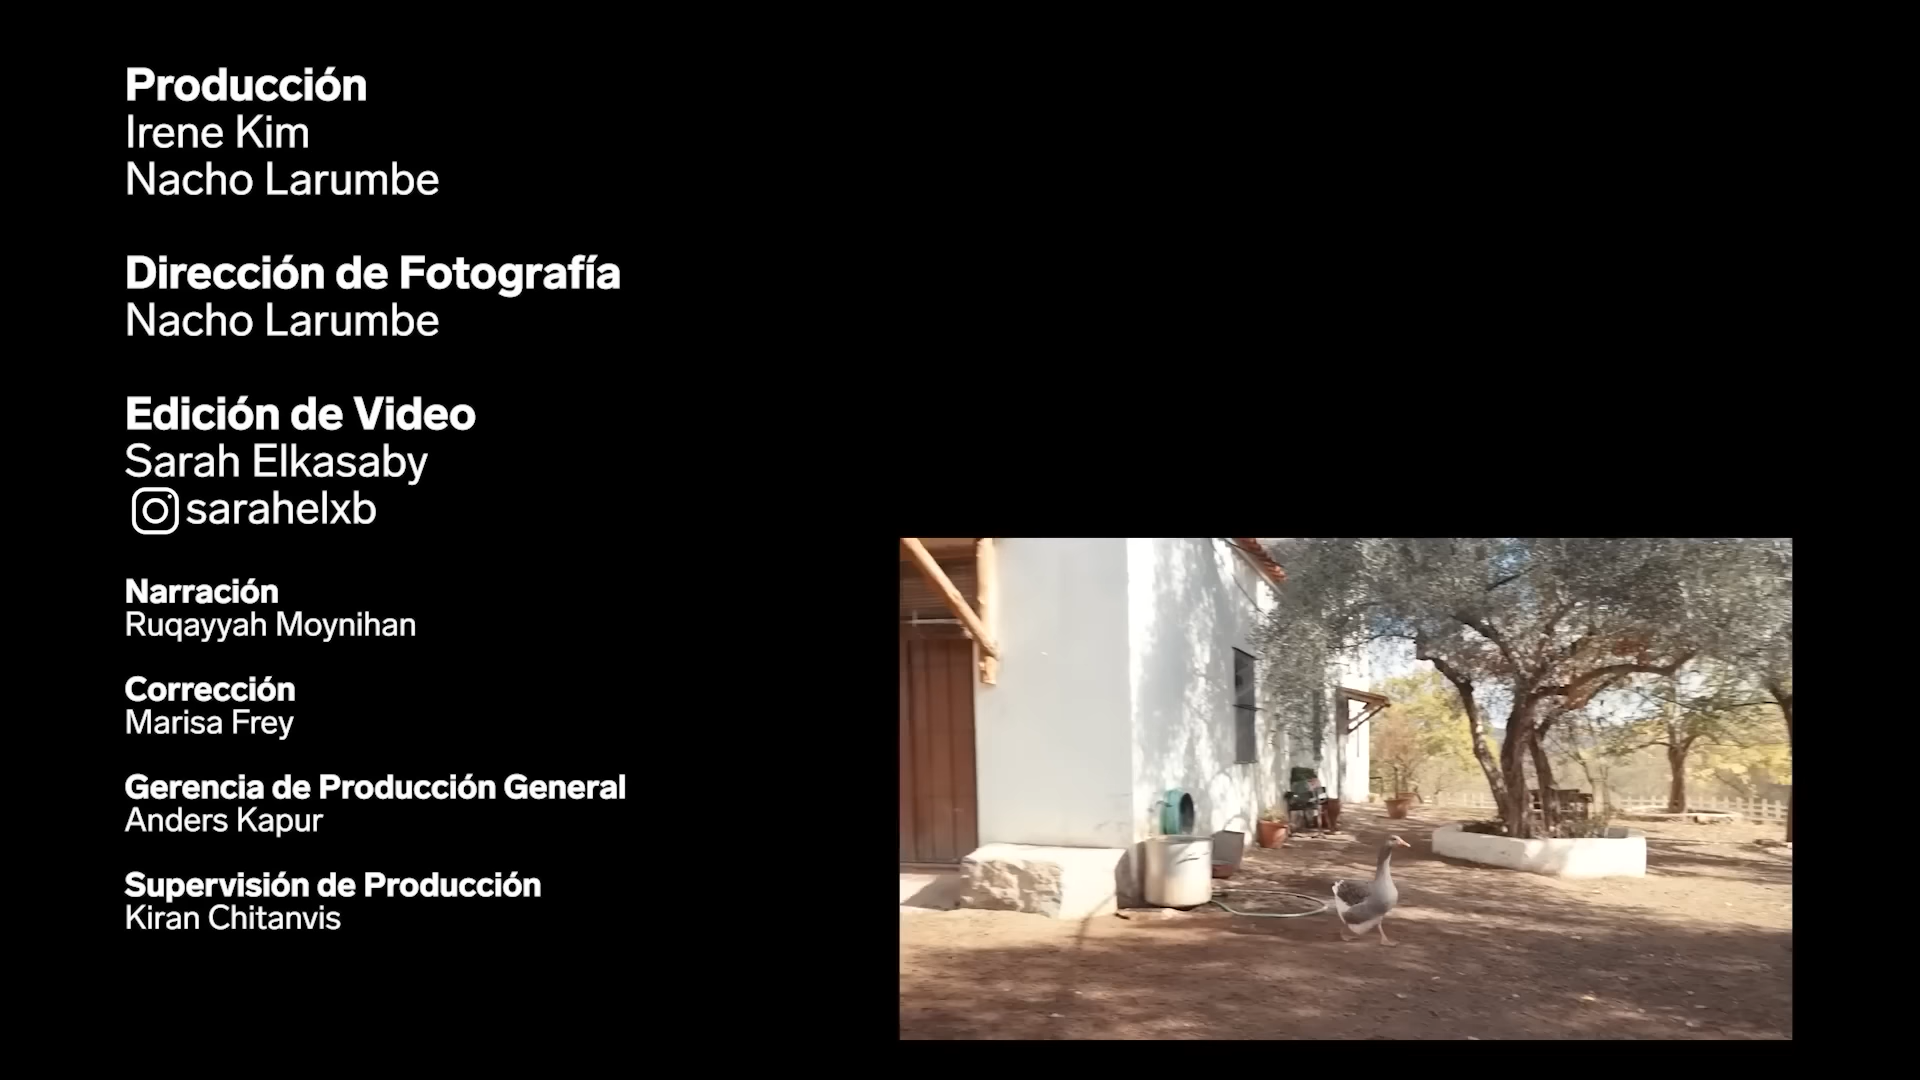 Producción
Irene Kim
Nacho Larumbe
Dirección de Fotografía
Nacho Larumbe
Edición de Video
Sarah Elkasaby
sarahelxb
Narración
Ruqayyah Moynihan
Corrección
Marisa Frey
Gerencia de Producción General
Anders Kapur
Supervisión de Producción
Kiran Chitanvis